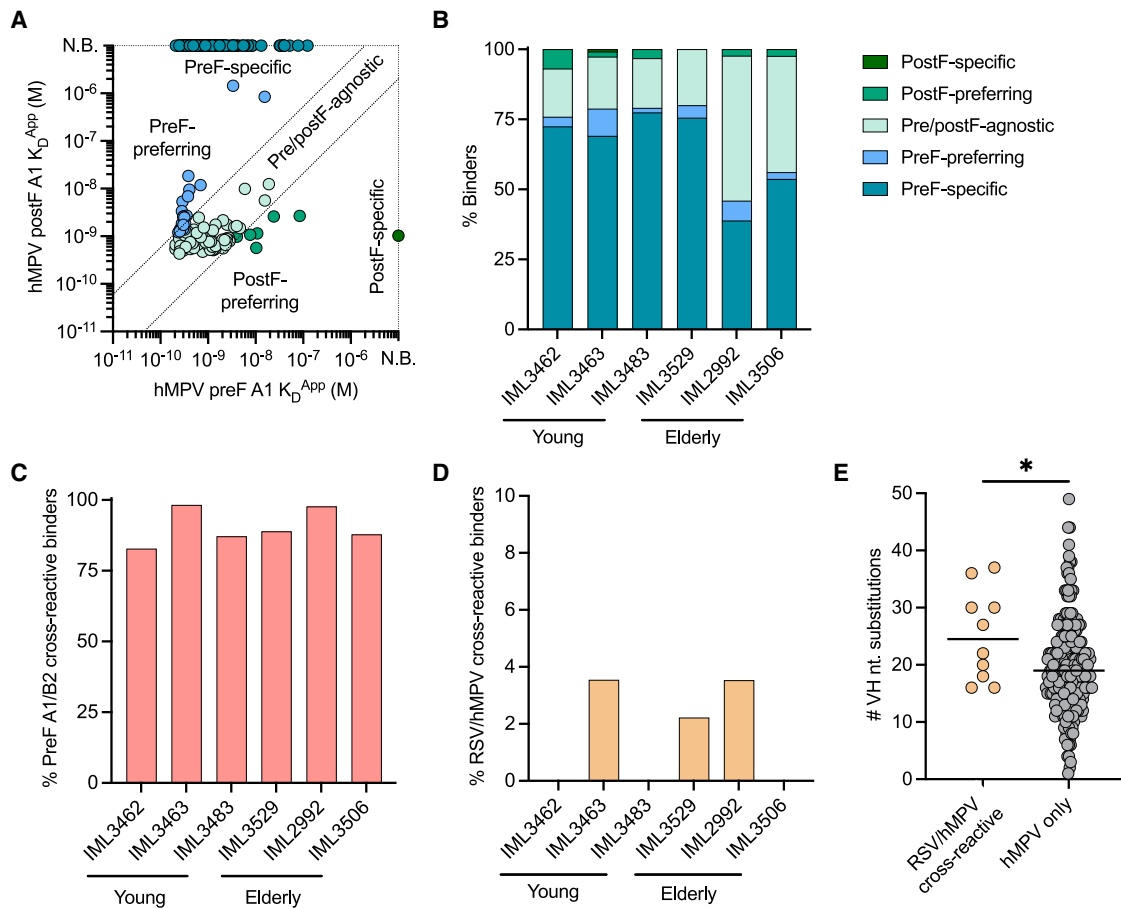 A
hMPV postF A1 K_D^App (M)
N.B.
10^-6
10^-7
10^-8
10^-9
10^-10
10^-11
PreF-specific
PreF-
preferring
Pre/postF-agnostic
PostF-
preferring
PostF-specific
10^-11 10^-10 10^-9 10^-8 10^-7 10^-6 N.B.
hMPV preF A1 K_D^App (M)
B
% Binders
100
75
50
25
0
IML3462 IML3463 IML3483 IML3529 IML2992 IML3506
Young Elderly
PostF-specific
PostF-preferring
Pre/postF-agnostic
PreF-preferring
PreF-specific
C
% PreF A1/B2 cross-reactive binders
100
75
50
25
0
IML3462 IML3463 IML3483 IML3529 IML2992 IML3506
Young Elderly
D
% RSV/hMPV cross-reactive binders
10
8
6
4
2
0
IML3462 IML3463 IML3483 IML3529 IML2992 IML3506
Young Elderly
E
*
# VH nt. substitutions
50
40
30
20
10
0
RSV/hMPV
cross-reactive
hMPV only